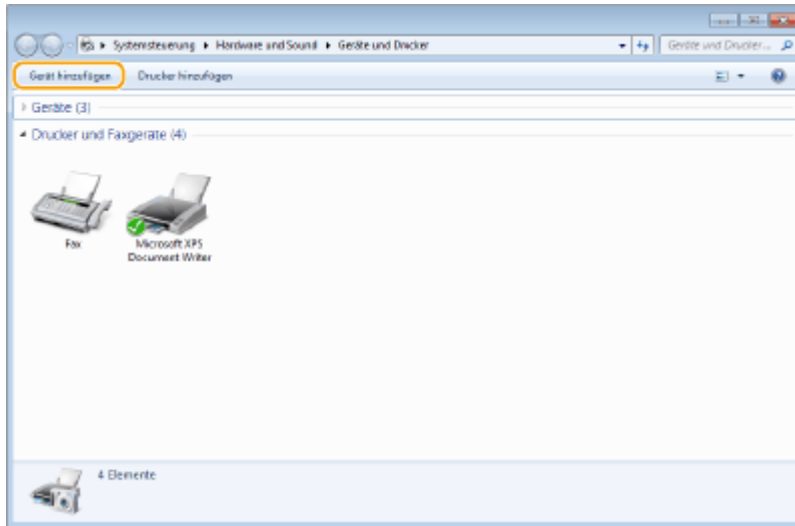 Systemsteuerung ▸ Hardware und Sound ▸ Geräte und Drucker
Geräte und Drucker...
Gerät hinzufügen
Drucker hinzufügen
Geräte (3)
Drucker und Faxgeräte (4)
Fax
Microsoft XPS
Document Writer
4 Elemente